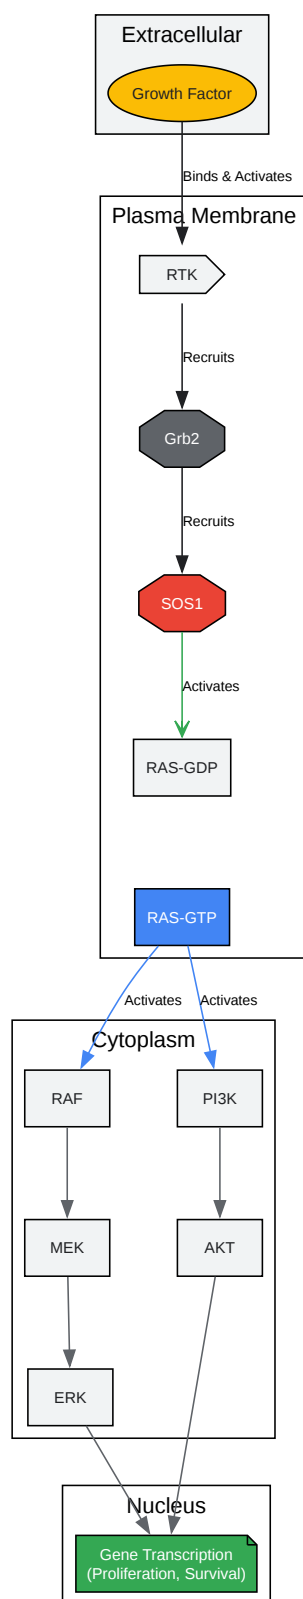 Extracellular
Growth Factor
Binds & Activates
Plasma Membrane
RTK
Recruits
Grb2
Recruits
SOS1
Activates
RAS-GDP
RAS-GTP
Activates
Activates
Cytoplasm
RAF
PI3K
MEK
AKT
ERK
Nucleus
Gene Transcription
(Proliferation, Survival)